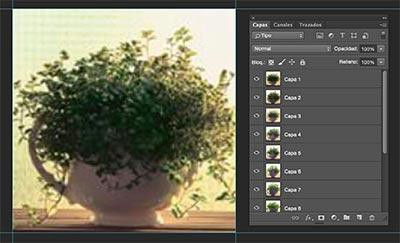 Capas Canales Trazados
Tipo
Normal Opacidad: 100%
Bloq.: Relleno: 100%
Capa 1
Capa 2
Capa 3
Capa 4
Capa 5
Capa 6
Capa 7
Capa 8
fx